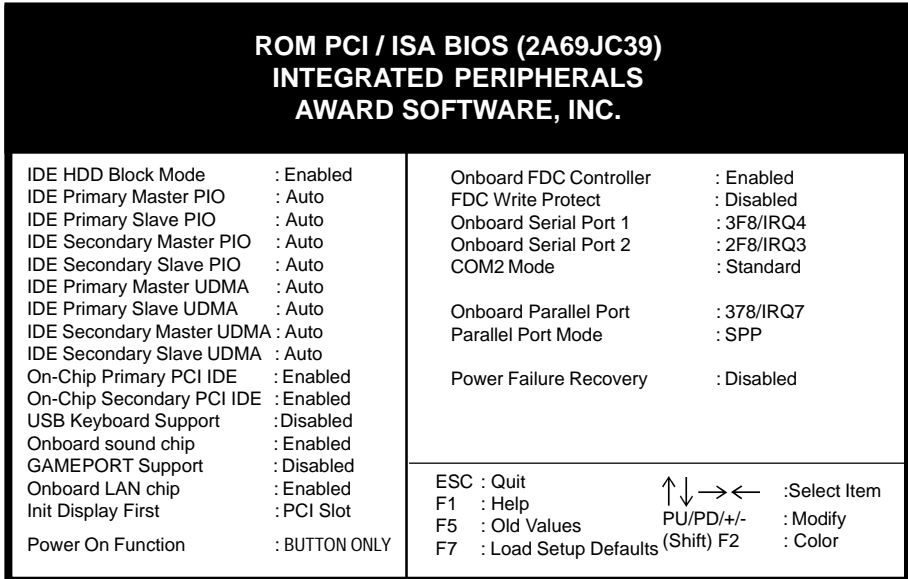 ROM PCI / ISA BIOS (2A69JC39)
INTEGRATED PERIPHERALS
AWARD SOFTWARE, INC.
IDE HDD Block Mode : Enabled
IDE Primary Master PIO : Auto
IDE Primary Slave PIO : Auto
IDE Secondary Master PIO : Auto
IDE Secondary Slave PIO : Auto
IDE Primary Master UDMA : Auto
IDE Primary Slave UDMA : Auto
IDE Secondary Master UDMA : Auto
IDE Secondary Slave UDMA : Auto
On-Chip Primary PCI IDE : Enabled
On-Chip Secondary PCI IDE : Enabled
USB Keyboard Support :Disabled
Onboard sound chip : Enabled
GAMEPORT Support : Disabled
Onboard LAN chip : Enabled
Init Display First : PCI Slot
Power On Function : BUTTON ONLY
Onboard FDC Controller : Enabled
FDC Write Protect : Disabled
Onboard Serial Port 1 : 3F8/IRQ4
Onboard Serial Port 2 : 2F8/IRQ3
COM2 Mode : Standard
Onboard Parallel Port : 378/IRQ7
Parallel Port Mode : SPP
Power Failure Recovery : Disabled
ESC : Quit ↑↓→← :Select Item
F1 : Help
F5 : Old Values PU/PD/+/- : Modify
F7 : Load Setup Defaults (Shift) F2 : Color